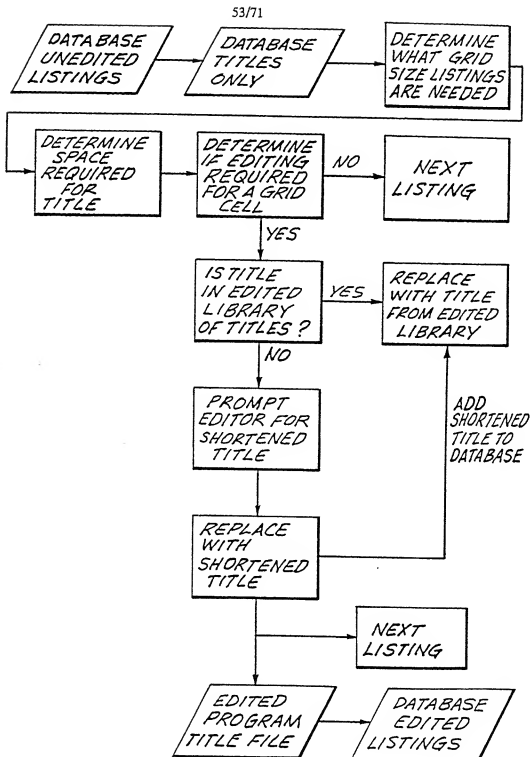 53/71
DATABASE
UNEDITED
LISTINGS
DATABASE
TITLES
ONLY
DETERMINE
WHAT GRID
SIZE LISTINGS
ARE NEEDED
DETERMINE
SPACE
REQUIRED
FOR
TITLE
DETERMINE
IF EDITING
REQUIRED
FOR A GRID
CELL
NO
NEXT
LISTING
YES
IS TITLE
IN EDITED
LIBRARY
OF TITLES ?
YES
REPLACE
WITH TITLE
FROM EDITED
LIBRARY
NO
PROMPT
EDITOR FOR
SHORTENED
TITLE
ADD
SHORTENED
TITLE TO
DATABASE
REPLACE
WITH
SHORTENED
TITLE
NEXT
LISTING
EDITED
PROGRAM
TITLE FILE
DATABASE
EDITED
LISTINGS